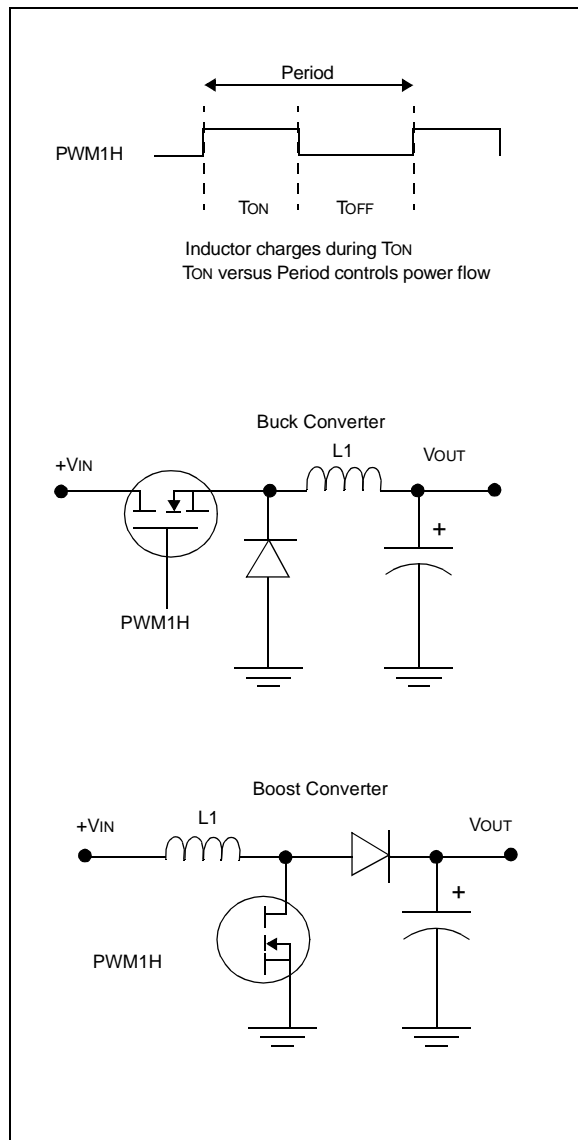 Period
PWM1H
TON TOFF
Inductor charges during TON
TON versus Period controls power flow
Buck Converter
L1
+VIN
VOUT
+
PWM1H
Boost Converter
L1
+VIN
VOUT
+
PWM1H